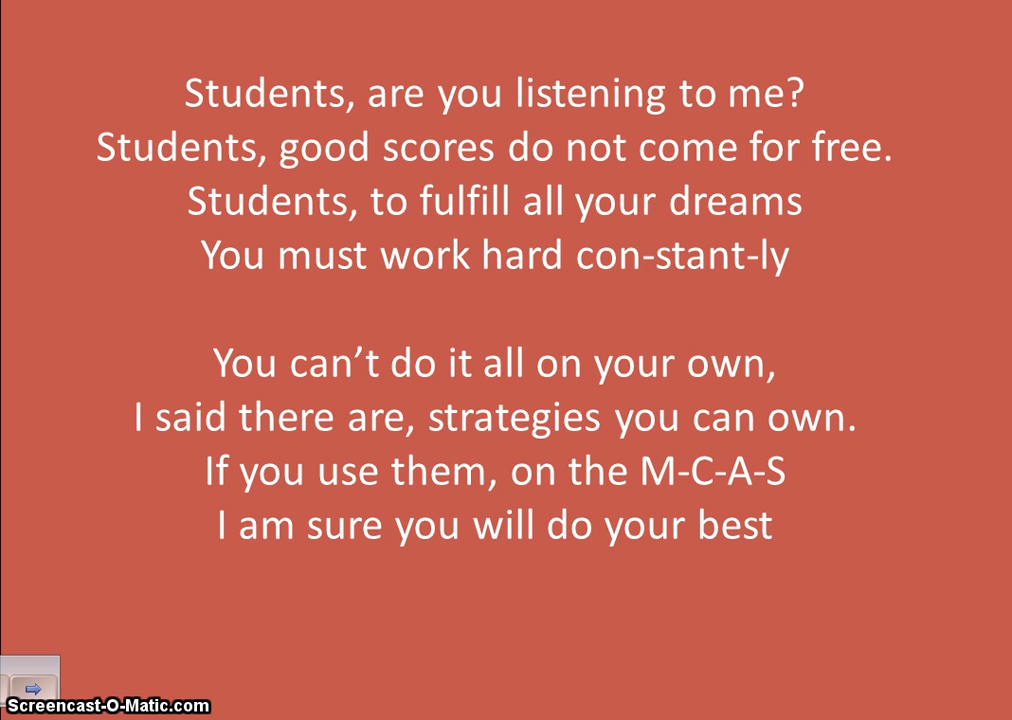 Students, are you listening to me?
Students, good scores do not come for free.
Students, to fulfill all your dreams
You must work hard con-stant-ly
You can’t do it all on your own,
I said there are, strategies you can own.
If you use them, on the M-C-A-S
I am sure you will do your best
Screencast-O-Matic.com